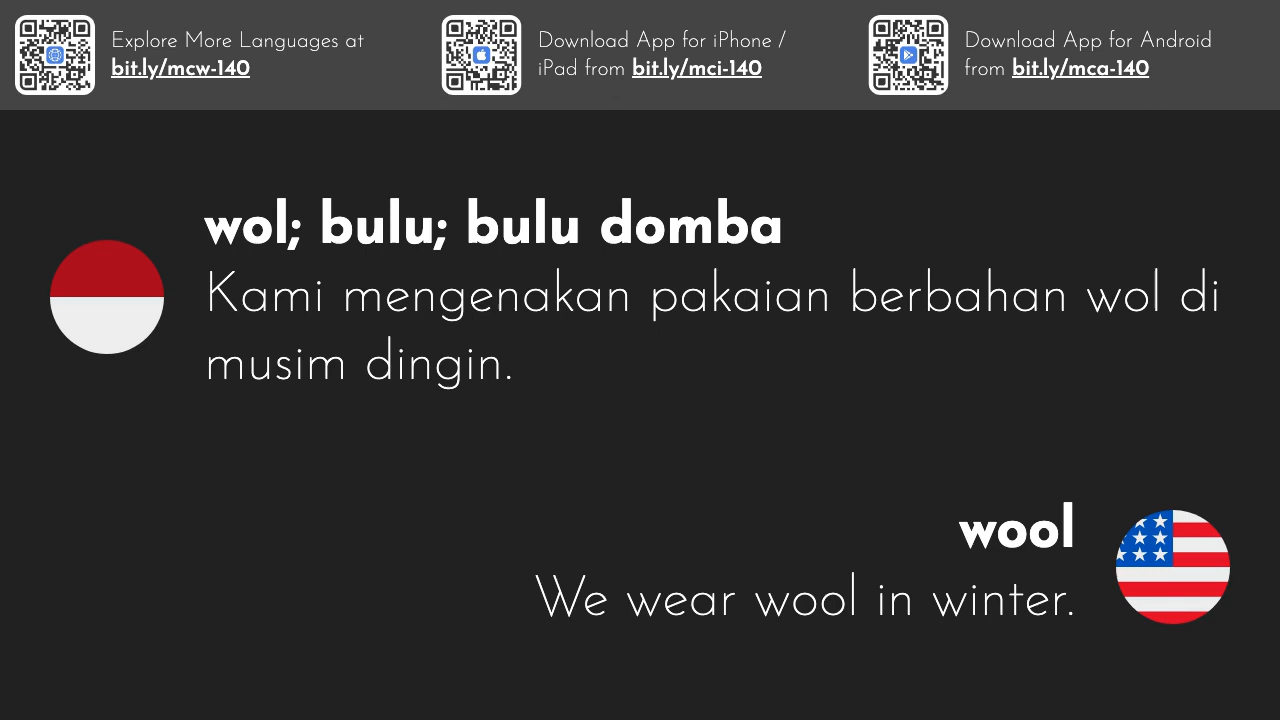 Explore More Languages at
bit.ly/mcw-140
Download App for iPhone /
iPad from bit.ly/mci-140
Download App for Android
from bit.ly/mca-140
wol; bulu; bulu domba
Kami mengenakan pakaian berbahan wol di
musim dingin.
wool
We wear wool in winter.